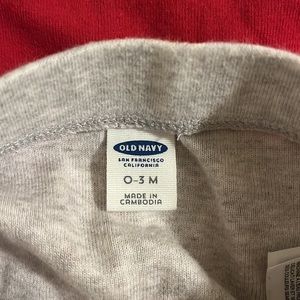 OLD NAVY
SAN FRANCISCO
CALIFORNIA
0-3 M
MADE IN
CAMBODIA